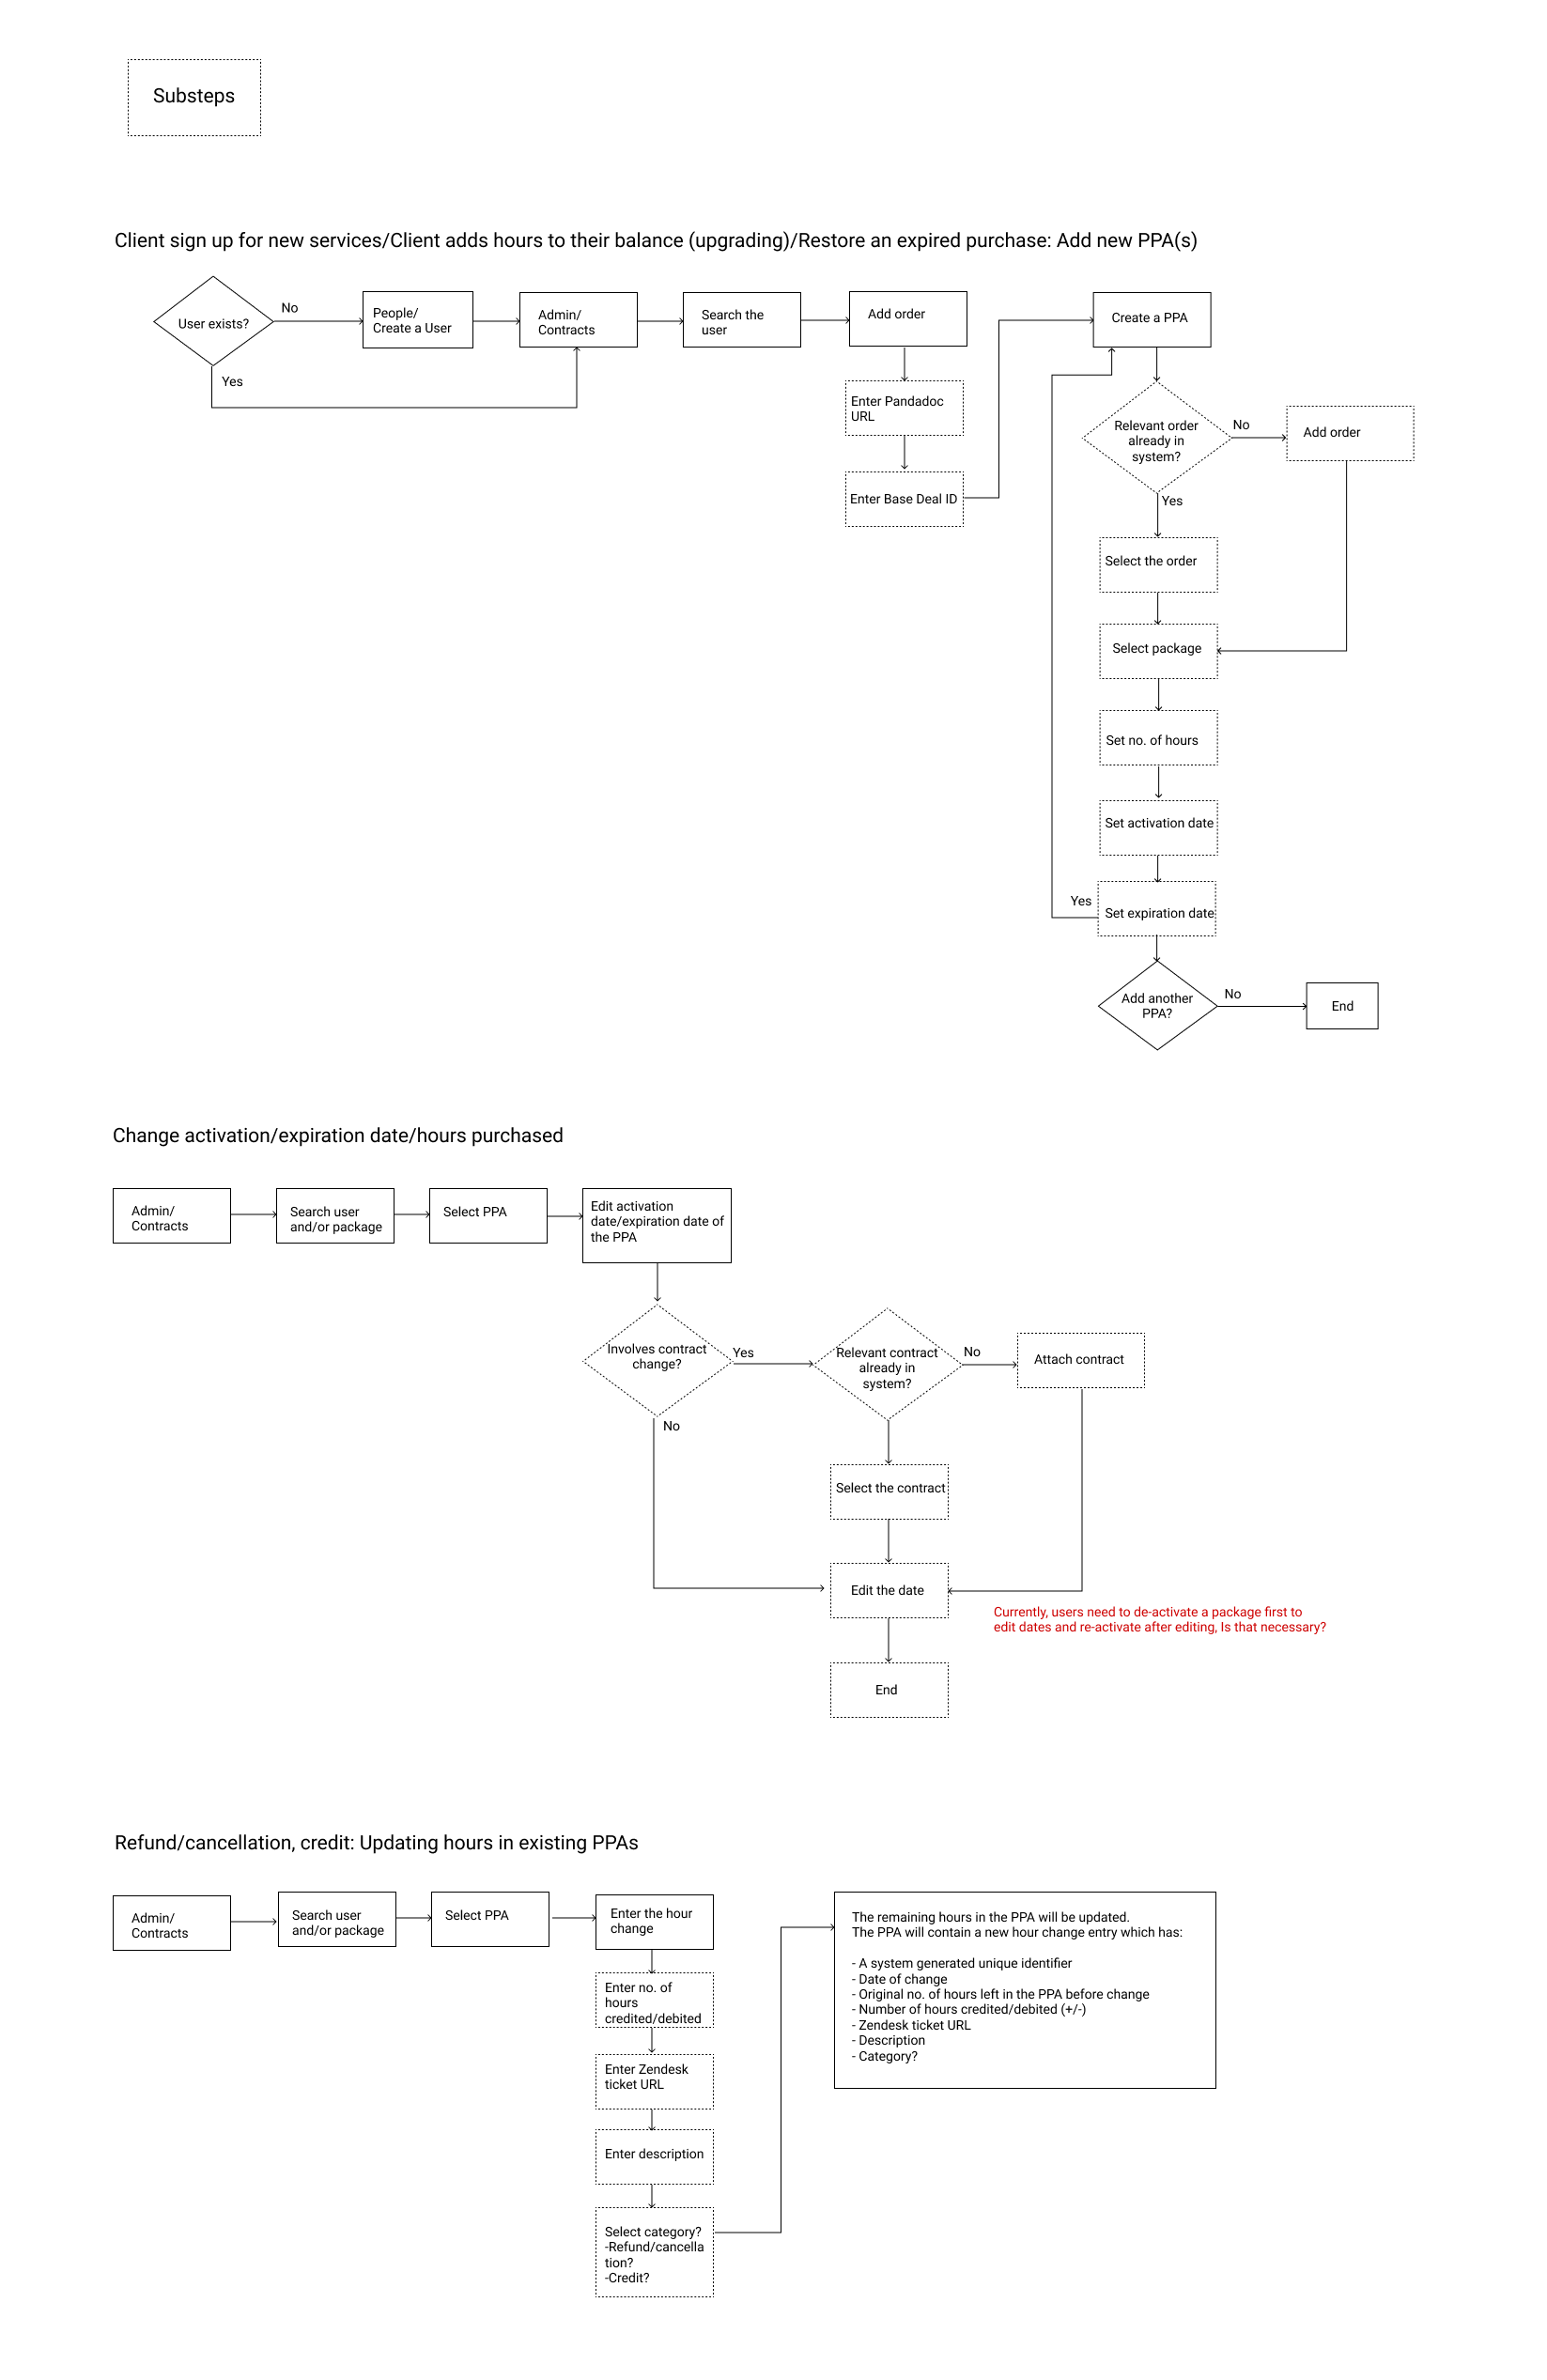 Substeps
Client sign up for new services/Client adds hours to their balance (upgrading)/Restore an expired purchase: Add new PPA(s)
User exists?
No
Yes
People/
Create a User
Admin/
Contracts
Search the
user
Add order
Enter Pandadoc
URL
Enter Base Deal ID
Create a PPA
Relevant order
already in
system?
No
Add order
Yes
Select the order
Select package
Set no. of hours
Set activation date
Yes
Set expiration date
Add another
PPA?
No
End
Change activation/expiration date/hours purchased
Admin/
Contracts
Search user
and/or package
Select PPA
Edit activation
date/expiration date of
the PPA
Involves contract
change?
Yes
No
Relevant contract
already in
system?
No
Attach contract
Select the contract
Edit the date
Currently, users need to de-activate a package first to
edit dates and re-activate after editing, Is that necessary?
End
Refund/cancellation, credit: Updating hours in existing PPAs
Admin/
Contracts
Search user
and/or package
Select PPA
Enter the hour
change
Enter no. of
hours
credited/debited
Enter Zendesk
ticket URL
Enter description
Select category?
-Refund/cancella
tion?
-Credit?
The remaining hours in the PPA will be updated.
The PPA will contain a new hour change entry which has:
- A system generated unique identifier
- Date of change
- Original no. of hours left in the PPA before change
- Number of hours credited/debited (+/-)
- Zendesk ticket URL
- Description
- Category?